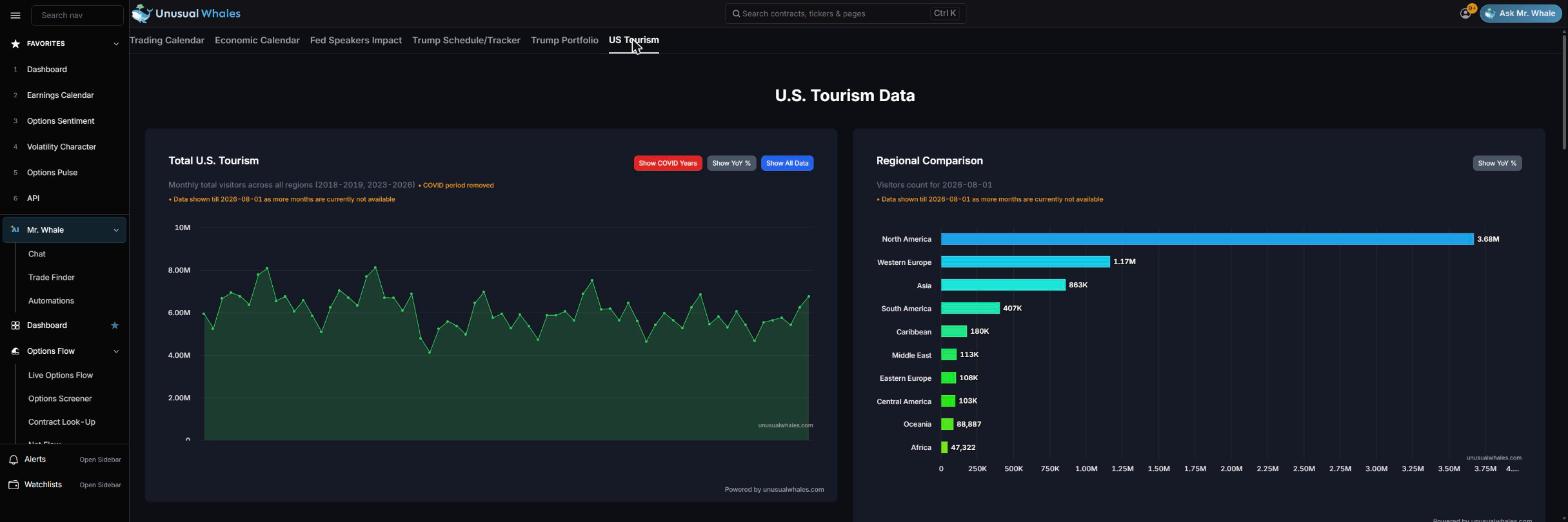 Search nav
Unusual Whales
Search contracts, tickers & pages
Ctrl K
9+
Ask Mr. Whale
Trading Calendar
Economic Calendar
Fed Speakers Impact
Trump Schedule/Tracker
Trump Portfolio
US Tourism
FAVORITES
1 Dashboard
2 Earnings Calendar
3 Options Sentiment
4 Volatility Character
5 Options Pulse
6 API
AI Mr. Whale
Chat
Trade Finder
Automations
Dashboard
Options Flow
Live Options Flow
Options Screener
Contract Look-Up
Alerts Open Sidebar
Watchlists Open Sidebar
U.S. Tourism Data
Total U.S. Tourism
Show COVID Years
Show YoY %
Show All Data
Monthly total visitors across all regions (2018-2019, 2023-2026) • COVID period removed
• Data shown till 2026-08-01 as more months are currently not available
10M
8.00M
6.00M
4.00M
2.00M
0
unusualwhales.com
Powered by unusualwhales.com
Regional Comparison
Show YoY %
Visitors count for 2026-08-01
• Data shown till 2026-08-01 as more months are currently not available
North America 3.68M
Western Europe 1.17M
Asia 863K
South America 407K
Caribbean 180K
Middle East 113K
Eastern Europe 108K
Central America 103K
Oceania 88,887
Africa 47,322
unusualwhales.com
0 250K 500K 750K 1.00M 1.25M 1.50M 1.75M 2.00M 2.25M 2.50M 2.75M 3.00M 3.25M 3.50M 3.75M 4....
Powered by unusualwhales.com